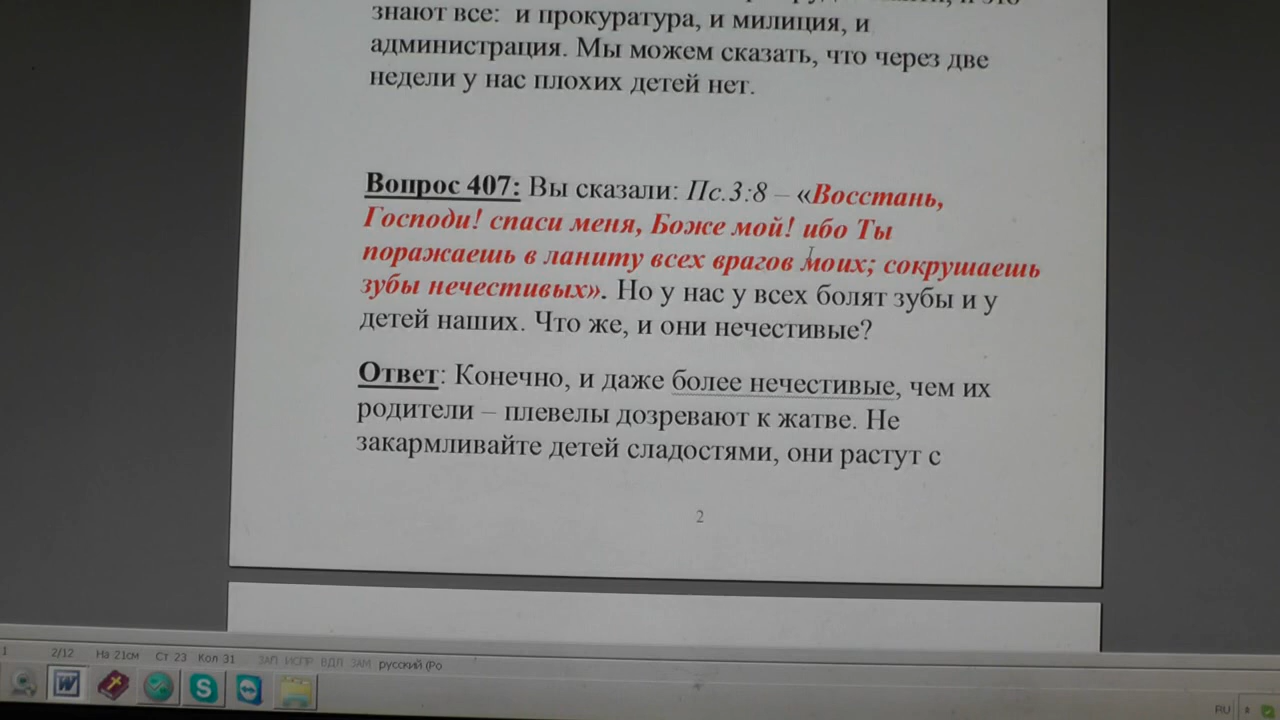 знают все: и прокуратура, и милиция, и
администрация. Мы можем сказать, что через две
недели у нас плохих детей нет.
Вопрос 407: Вы сказали: Пс.3:8 – «Восстань,
Господи! спаси меня, Боже мой! ибо Ты
поражаешь в ланиту всех врагов моих; сокрушаешь
зубы нечестивых». Но у нас у всех болят зубы и у
детей наших. Что же, и они нечестивые?
Ответ: Конечно, и даже более нечестивые, чем их
родители – плевелы дозревают к жатве. Не
закармливайте детей сладостями, они растут с
2
1 2/12 На 21см Ст 23 Кол 31 ЗАП ИСПР ВДЛ ЗАМ русский (Ро
RU